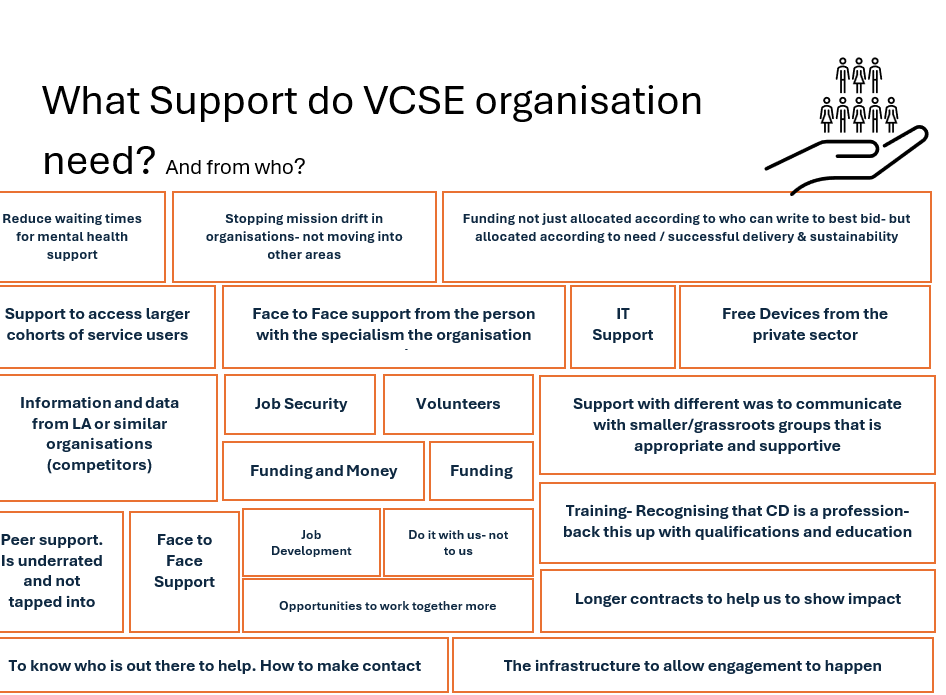 What Support do VCSE organisation
need? And from who?
Reduce waiting times
for mental health
support
Stopping mission drift in
organisations- not moving into
other areas
Funding not just allocated according to who can write to best bid- but
allocated according to need / successful delivery & sustainability
Support to access larger
cohorts of service users
Face to Face support from the person
with the specialism the organisation
IT
Support
Free Devices from the
private sector
Information and data
from LA or similar
organisations
(competitors)
Job Security
Volunteers
Support with different was to communicate
with smaller/grassroots groups that is
appropriate and supportive
Funding and Money
Funding
Training- Recognising that CD is a profession-
back this up with qualifications and education
Peer support.
Is underrated
and not
tapped into
Face to
Face
Support
Job
Development
Do it with us- not
to us
Opportunities to work together more
Longer contracts to help us to show impact
To know who is out there to help. How to make contact
The infrastructure to allow engagement to happen